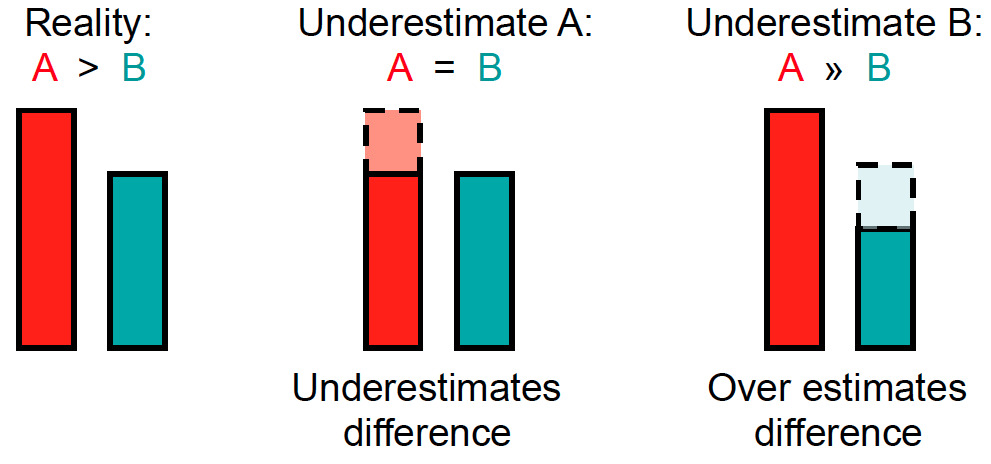 Reality:
A > B
Underestimate A:
A = B
Underestimates
difference
Underestimate B:
A » B
Over estimates
difference